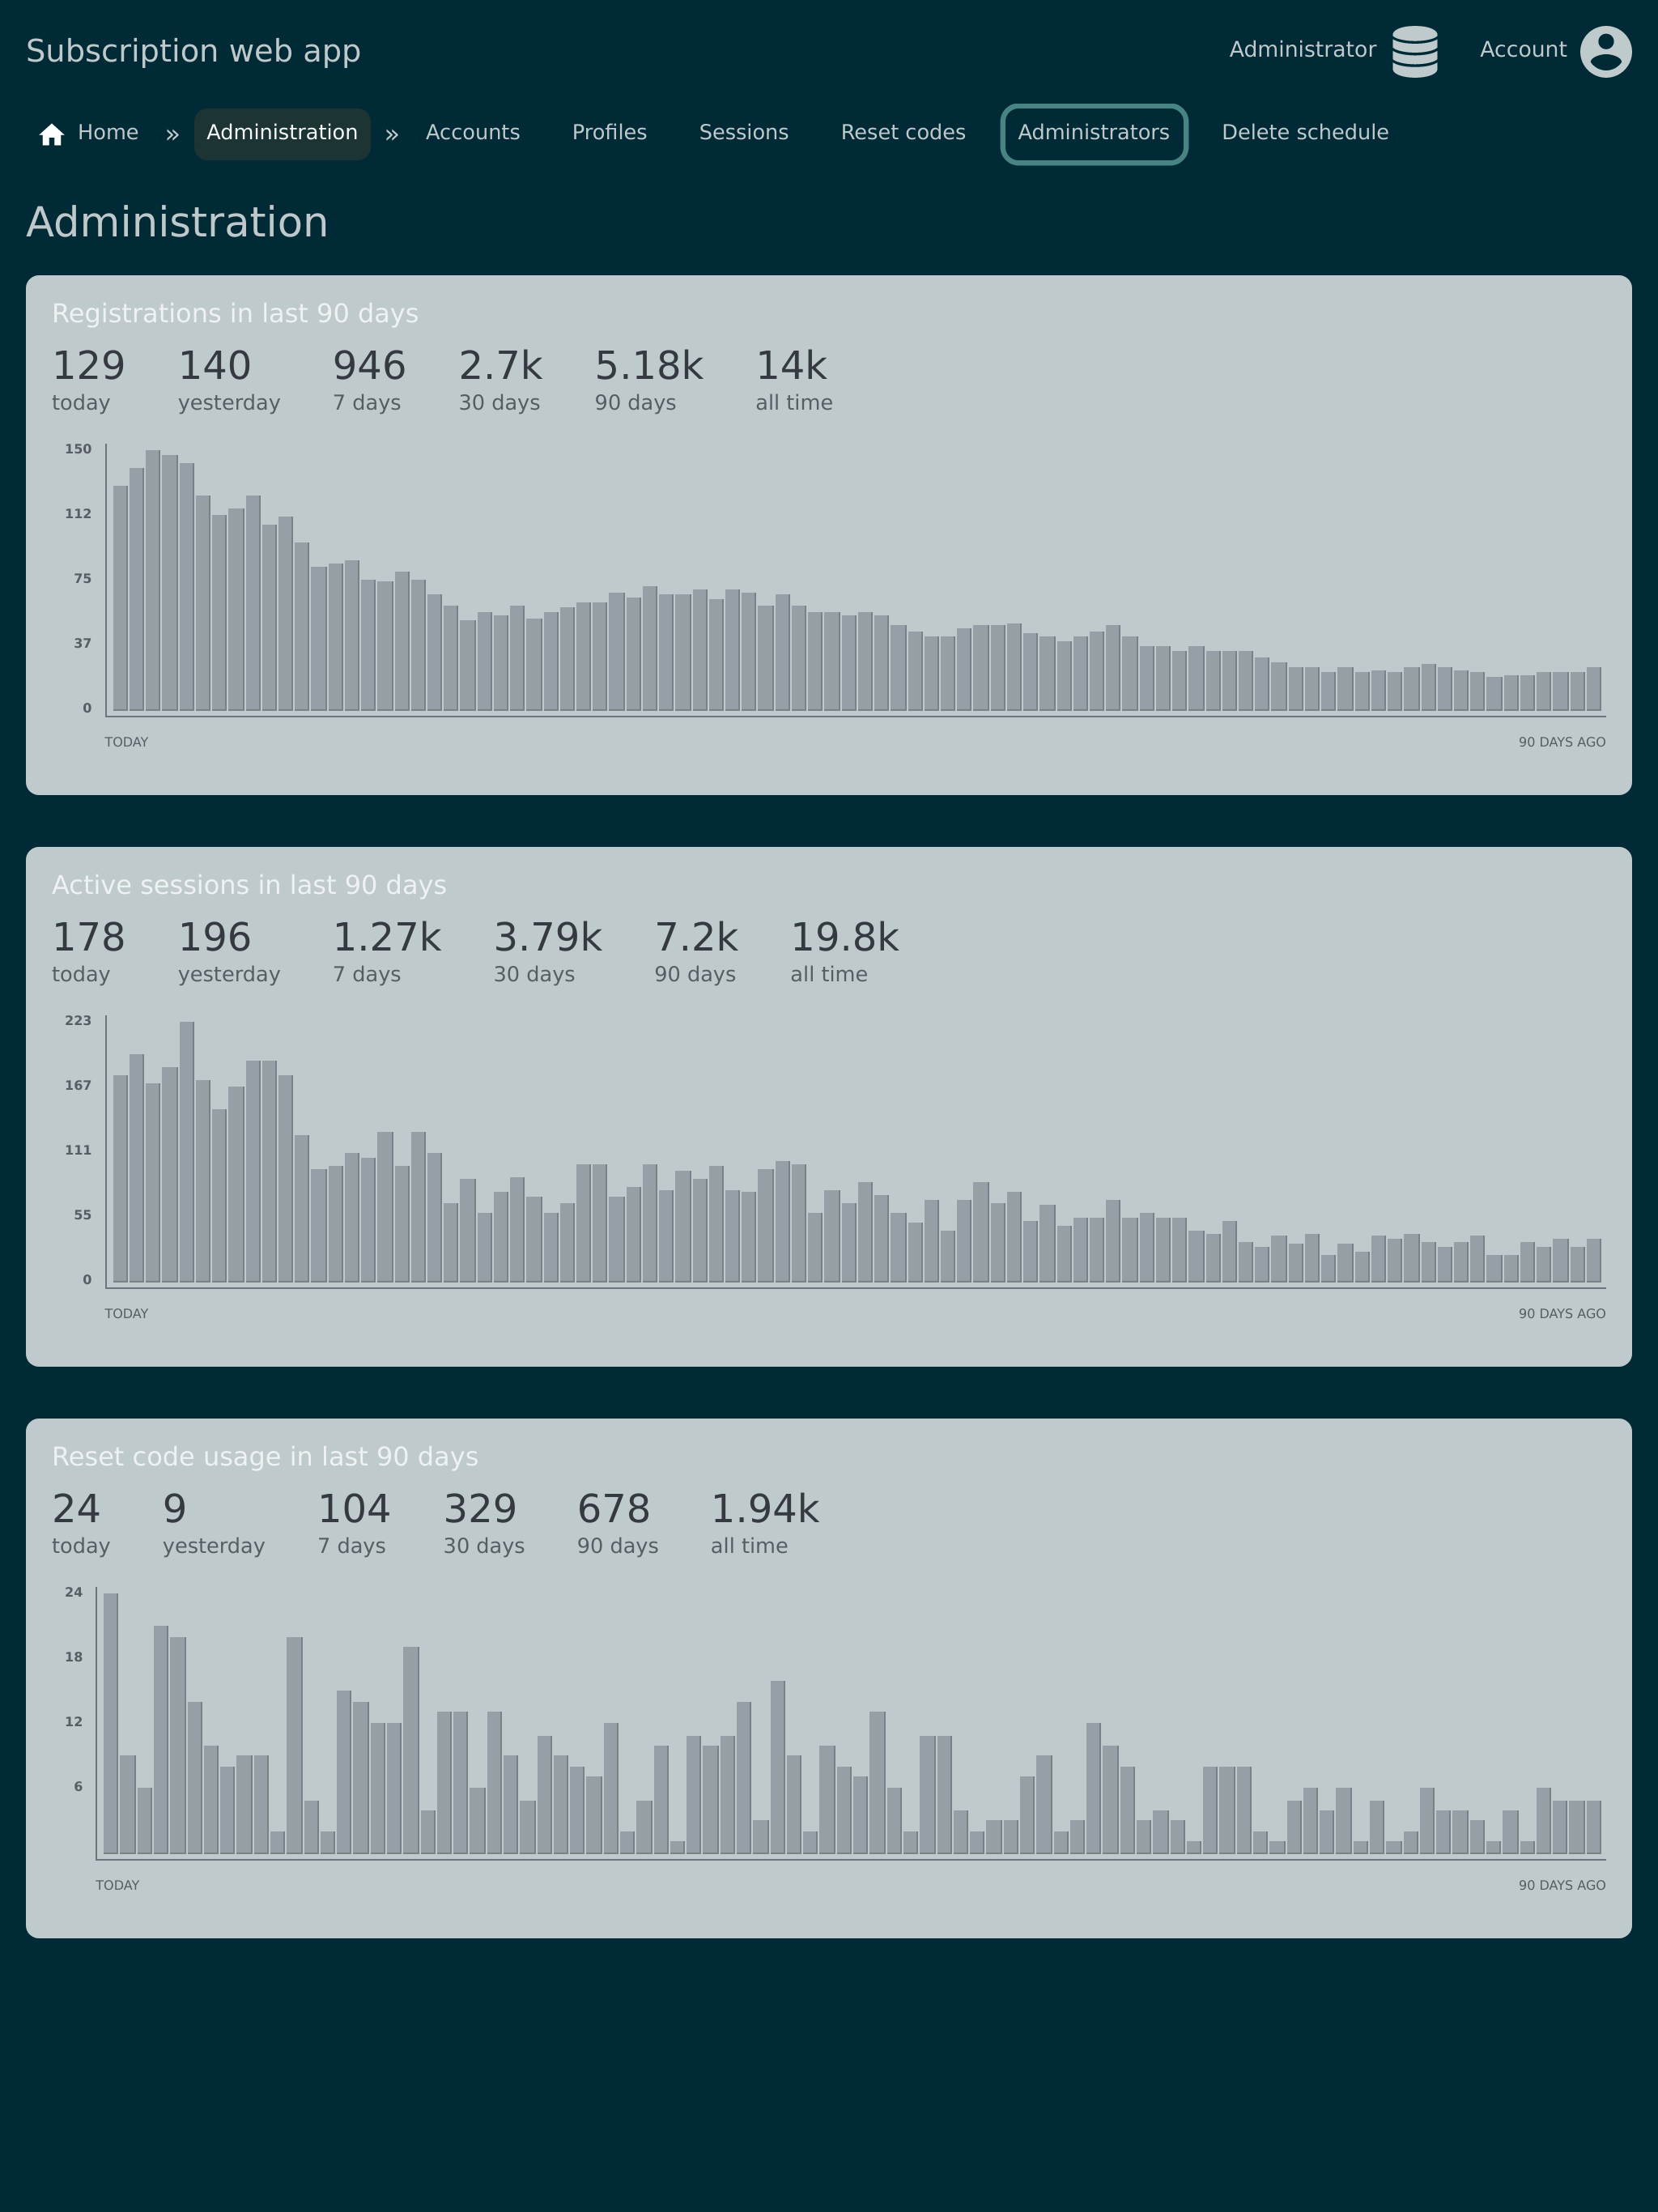 Subscription web app
Administrator
Account
Home » Administration » Accounts Profiles Sessions Reset codes Administrators Delete schedule
Administration
Registrations in last 90 days
129 140 946 2.7k 5.18k 14k
today yesterday 7 days 30 days 90 days all time
150
112
75
37
0
TODAY 90 DAYS AGO
Active sessions in last 90 days
178 196 1.27k 3.79k 7.2k 19.8k
today yesterday 7 days 30 days 90 days all time
223
167
111
55
0
TODAY 90 DAYS AGO
Reset code usage in last 90 days
24 9 104 329 678 1.94k
today yesterday 7 days 30 days 90 days all time
24
18
12
6
TODAY 90 DAYS AGO